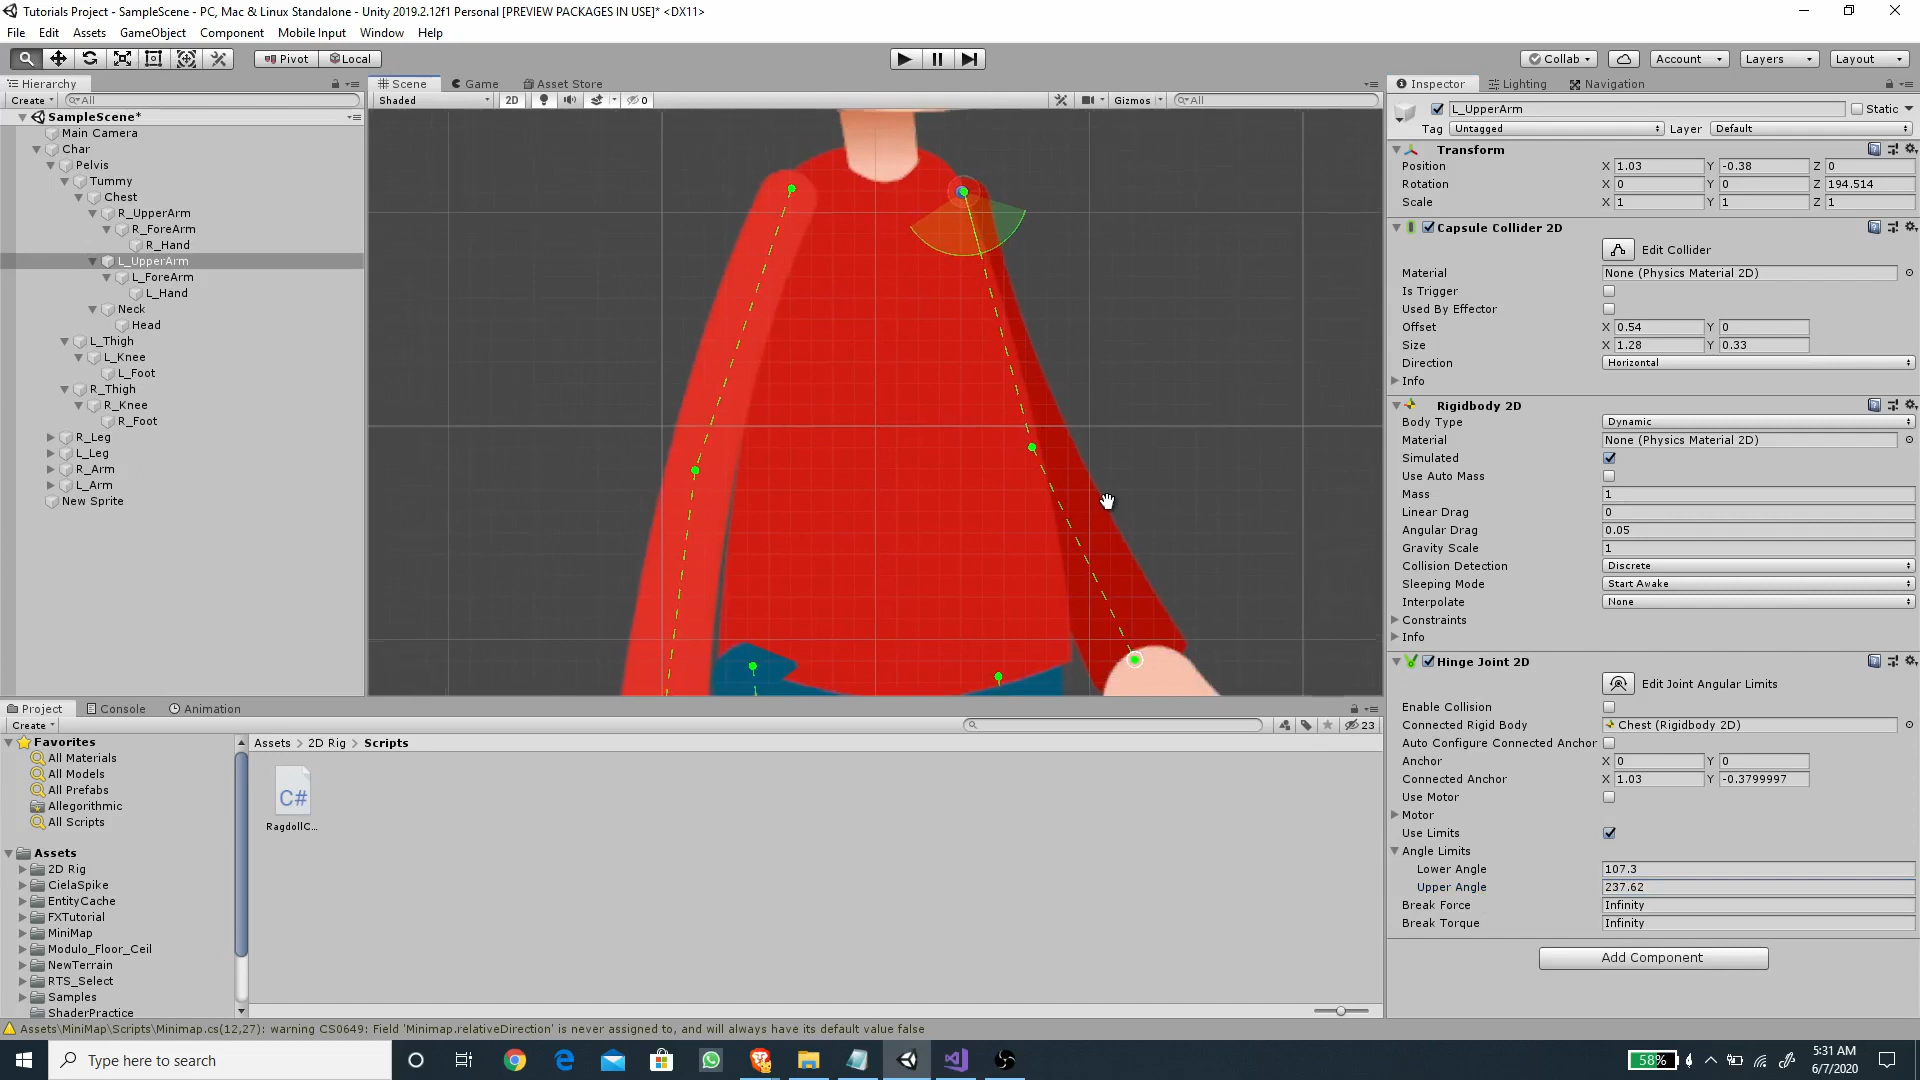 Tutorials Project - SampleScene - PC, Mac & Linux Standalone - Unity 2019.2.12f1 Personal [PREVIEW PACKAGES IN USE]* <DX11>
File Edit Assets GameObject Component Mobile Input Window Help
Pivot Local Collab Account Layers Layout
Hierarchy
Create All
SampleScene*
Main Camera
Char
Pelvis
Tummy
Chest
R_UpperArm
R_ForeArm
R_Hand
L_UpperArm
L_ForeArm
L_Hand
Neck
Head
L_Thigh
L_Knee
L_Foot
R_Thigh
R_Knee
R_Foot
R_Leg
L_Leg
R_Arm
L_Arm
New Sprite
Scene Game Asset Store
Shaded 2D 0 Gizmos All
Inspector Lighting Navigation
L_UpperArm Static
Tag Untagged Layer Default
Transform
Position X 1.03 Y -0.38 Z 0
Rotation X 0 Y 0 Z 194.514
Scale X 1 Y 1 Z 1
Capsule Collider 2D
Edit Collider
Material None (Physics Material 2D)
Is Trigger
Used By Effector
Offset X 0.54 Y 0
Size X 1.28 Y 0.33
Direction Horizontal
Info
Rigidbody 2D
Body Type Dynamic
Material None (Physics Material 2D)
Simulated
Use Auto Mass
Mass 1
Linear Drag 0
Angular Drag 0.05
Gravity Scale 1
Collision Detection Discrete
Sleeping Mode Start Awake
Interpolate None
Constraints
Info
Hinge Joint 2D
Edit Joint Angular Limits
Enable Collision
Connected Rigid Body Chest (Rigidbody 2D)
Auto Configure Connected Anchor
Anchor X 0 Y 0
Connected Anchor X 1.03 Y -0.3799997
Use Motor
Motor
Use Limits
Angle Limits
Lower Angle 107.3
Upper Angle 237.62
Break Force Infinity
Break Torque Infinity
Add Component
Project Console Animation
Create 23
Favorites
All Materials
All Models
All Prefabs
Allegorithmic
All Scripts
Assets
2D Rig
CielaSpike
EntityCache
FXTutorial
MiniMap
Modulo_Floor_Ceil
NewTerrain
RTS_Select
Samples
ShaderPractice
Assets > 2D Rig > Scripts
C#
RagdollC...
Assets\MiniMap\Scripts\Minimap.cs(12,27): warning CS0649: Field 'Minimap.relativeDirection' is never assigned to, and will always have its default value false
Type here to search
58%
5:31 AM
6/7/2020